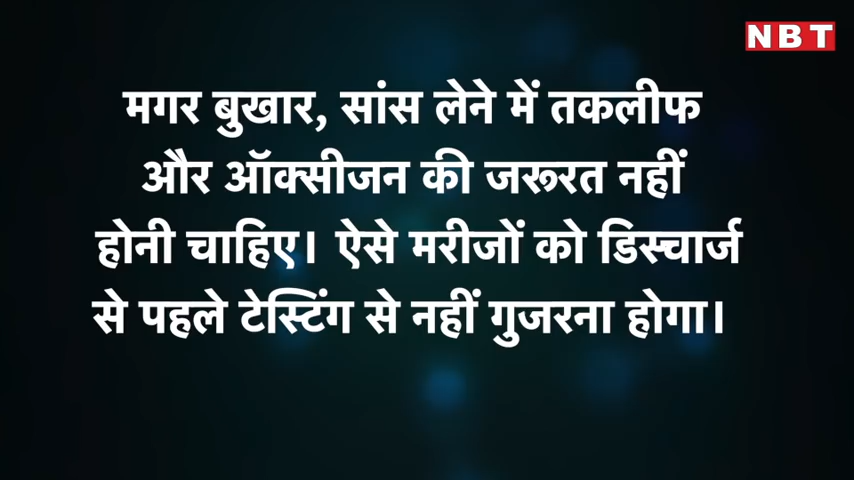 NBT
मगर बुखार, सांस लेने में तकलीफ
और ऑक्सीजन की जरूरत नहीं
होनी चाहिए। ऐसे मरीजों को डिस्चार्ज
से पहले टेस्टिंग से नहीं गुजरना होगा।